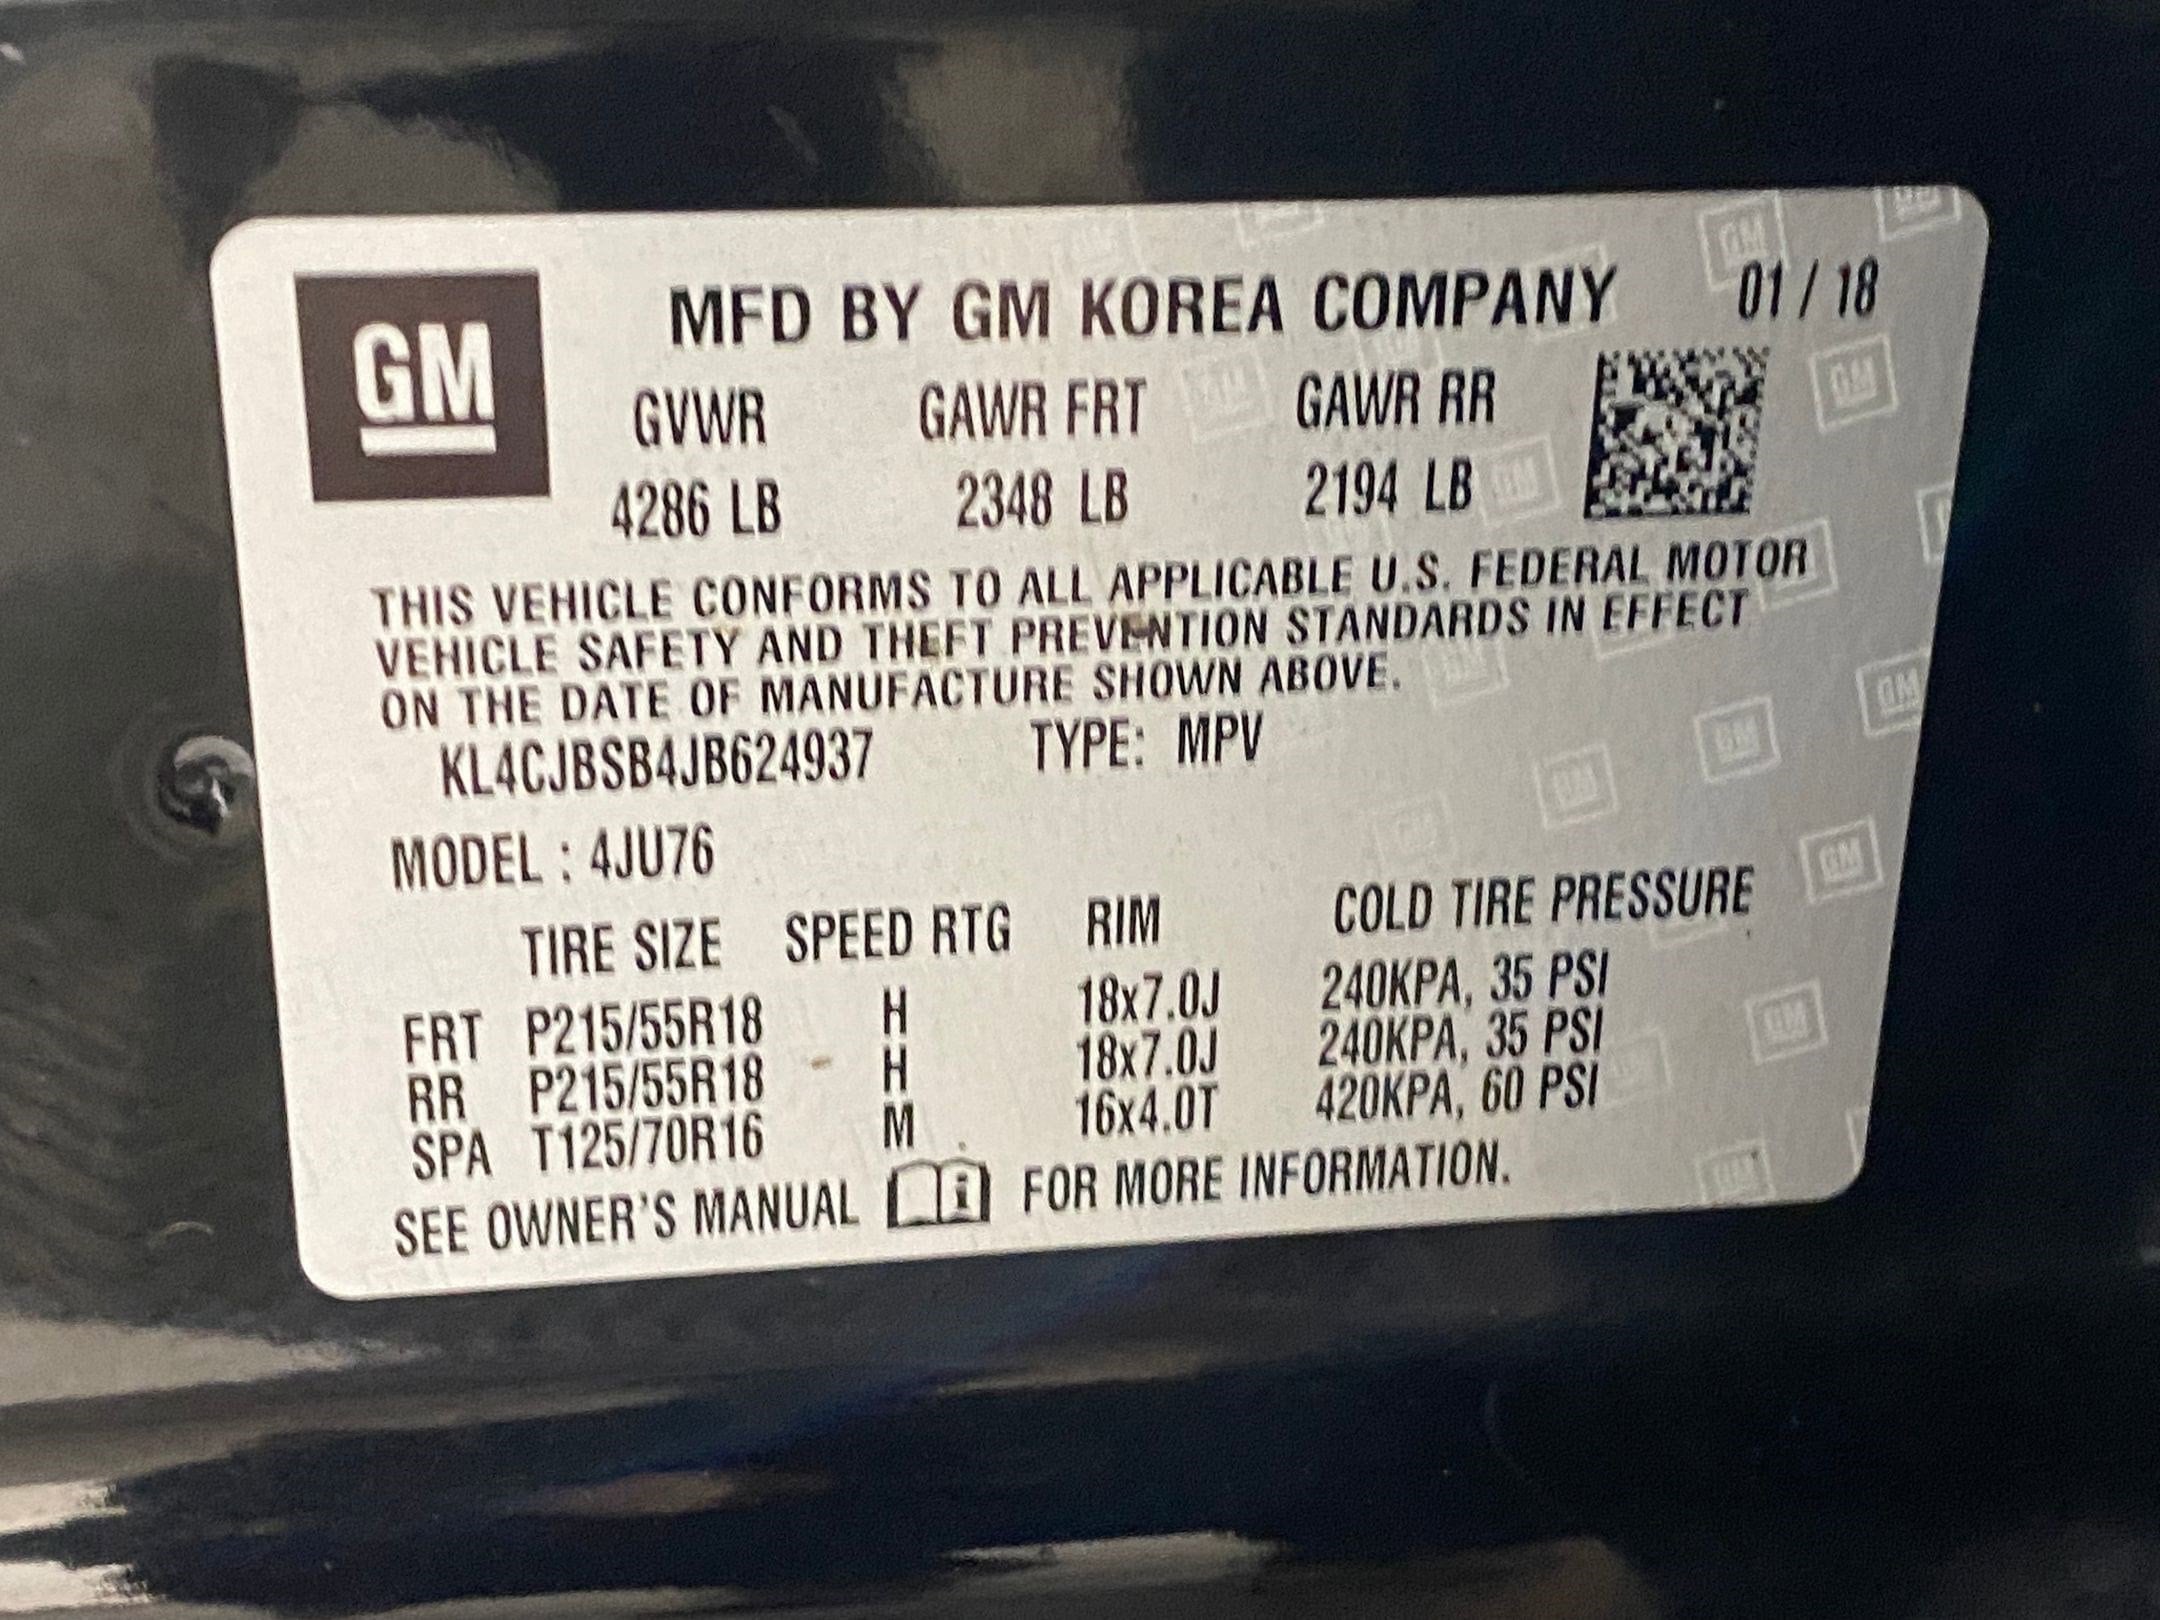 GM
MFD BY GM KOREA COMPANY 01 / 18
GVWR GAWR FRT GAWR RR
4286 LB 2348 LB 2194 LB
THIS VEHICLE CONFORMS TO ALL APPLICABLE U.S. FEDERAL MOTOR
VEHICLE SAFETY AND THEFT PREVENTION STANDARDS IN EFFECT
ON THE DATE OF MANUFACTURE SHOWN ABOVE.
KL4CJBSB4JB624937 TYPE: MPV
MODEL : 4JU76
TIRE SIZE SPEED RTG RIM COLD TIRE PRESSURE
FRT P215/55R18 H 18x7.0J 240KPA, 35 PSI
RR P215/55R18 H 18x7.0J 240KPA, 35 PSI
SPA T125/70R16 M 16x4.0T 420KPA, 60 PSI
SEE OWNER'S MANUAL i FOR MORE INFORMATION.